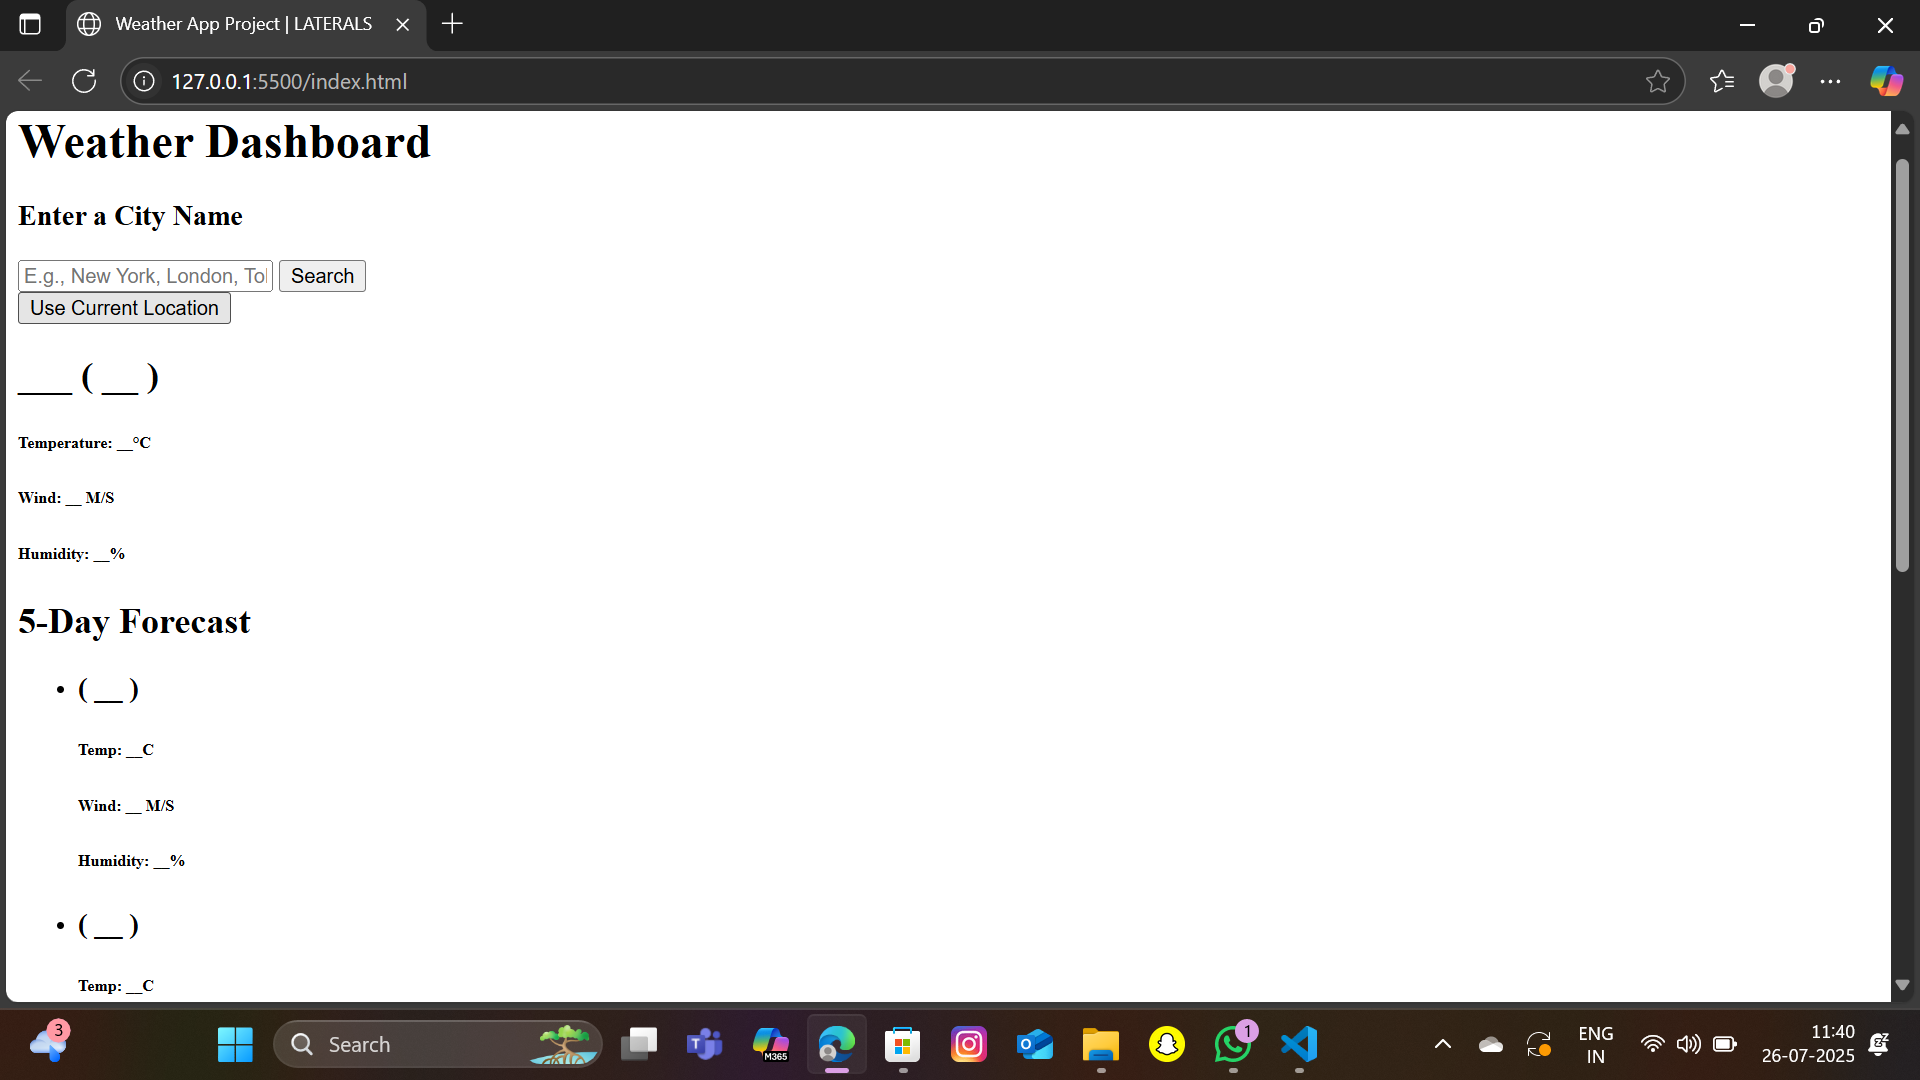 Weather App Project | LATERALS
127.0.0.1:5500/index.html
Weather Dashboard
Enter a City Name
E.g., New York, London, To
Search
Use Current Location
___ ( __ )
Temperature: __°C
Wind: __ M/S
Humidity: __%
5-Day Forecast
( __ )
Temp: __C
Wind: __ M/S
Humidity: __%
( __ )
Temp: __C
3
Search
T
M365
1
ENG
IN
11:40
26-07-2025